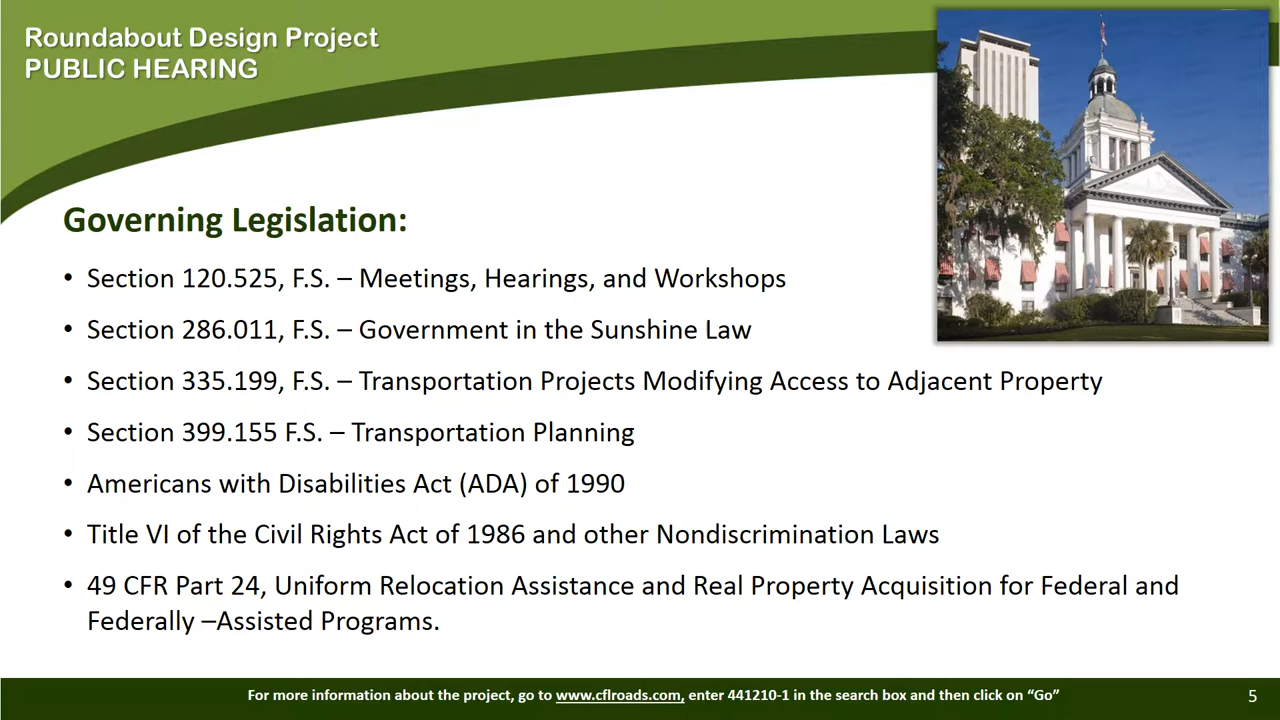 Roundabout Design Project
PUBLIC HEARING
Governing Legislation:
• Section 120.525, F.S. – Meetings, Hearings, and Workshops
• Section 286.011, F.S. – Government in the Sunshine Law
• Section 335.199, F.S. – Transportation Projects Modifying Access to Adjacent Property
• Section 399.155 F.S. – Transportation Planning
• Americans with Disabilities Act (ADA) of 1990
• Title VI of the Civil Rights Act of 1986 and other Nondiscrimination Laws
• 49 CFR Part 24, Uniform Relocation Assistance and Real Property Acquisition for Federal and
Federally –Assisted Programs.
For more information about the project, go to www.cflroads.com, enter 441210-1 in the search box and then click on “Go”
5